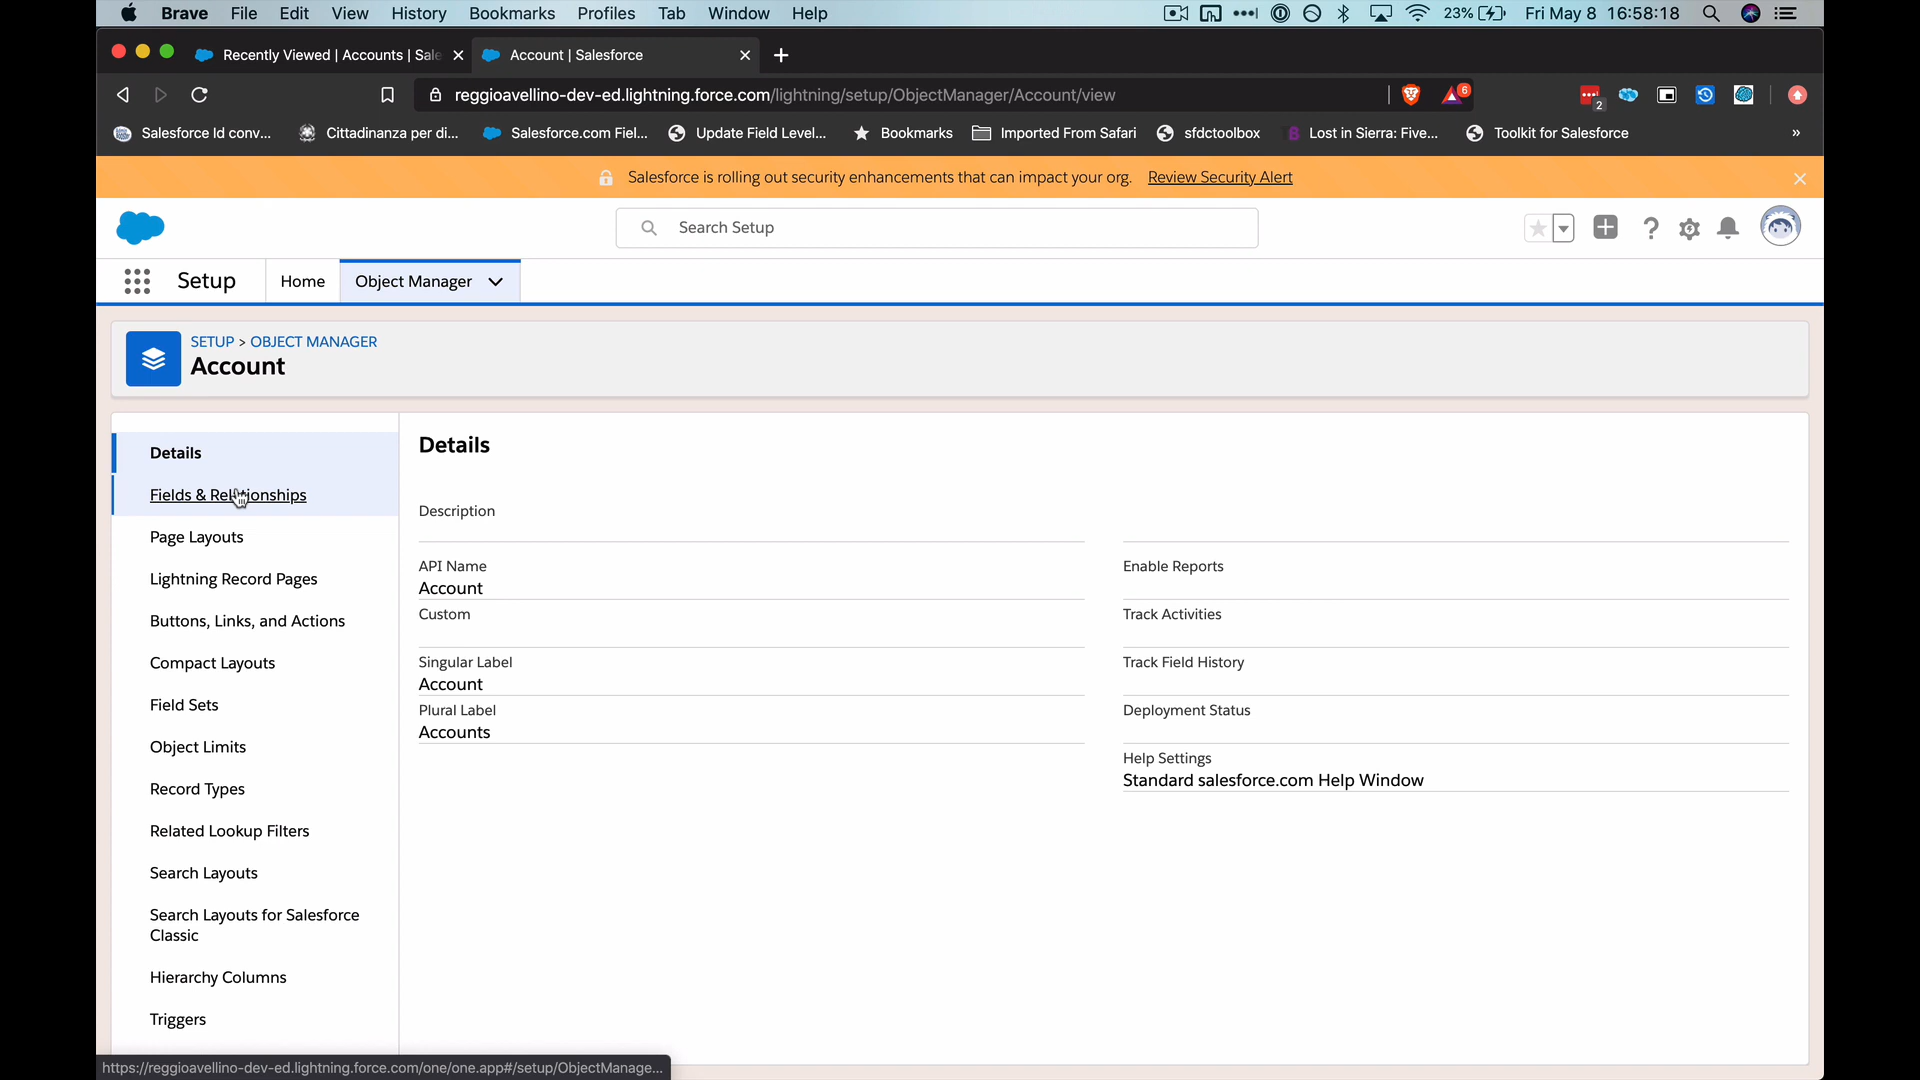 Brave File Edit View History Bookmarks Profiles Tab Window Help 23% Fri May 8 16:58:18
Recently Viewed | Accounts | Sale
Account | Salesforce
reggioavellino-dev-ed.lightning.force.com/lightning/setup/ObjectManager/Account/view
6
2
Salesforce Id conv... Cittadinanza per di... Salesforce.com Fiel... Update Field Level... Bookmarks Imported From Safari sfdctoolbox Lost in Sierra: Five... Toolkit for Salesforce »
Salesforce is rolling out security enhancements that can impact your org. Review Security Alert
Search Setup
Setup Home Object Manager
SETUP > OBJECT MANAGER
Account
Details
Fields & Relationships
Page Layouts
Lightning Record Pages
Buttons, Links, and Actions
Compact Layouts
Field Sets
Object Limits
Record Types
Related Lookup Filters
Search Layouts
Search Layouts for Salesforce
Classic
Hierarchy Columns
Triggers
Details
Description
API Name
Account
Custom
Singular Label
Account
Plural Label
Accounts
Enable Reports
Track Activities
Track Field History
Deployment Status
Help Settings
Standard salesforce.com Help Window
https://reggioavellino-dev-ed.lightning.force.com/one/one.app#/setup/ObjectManage...